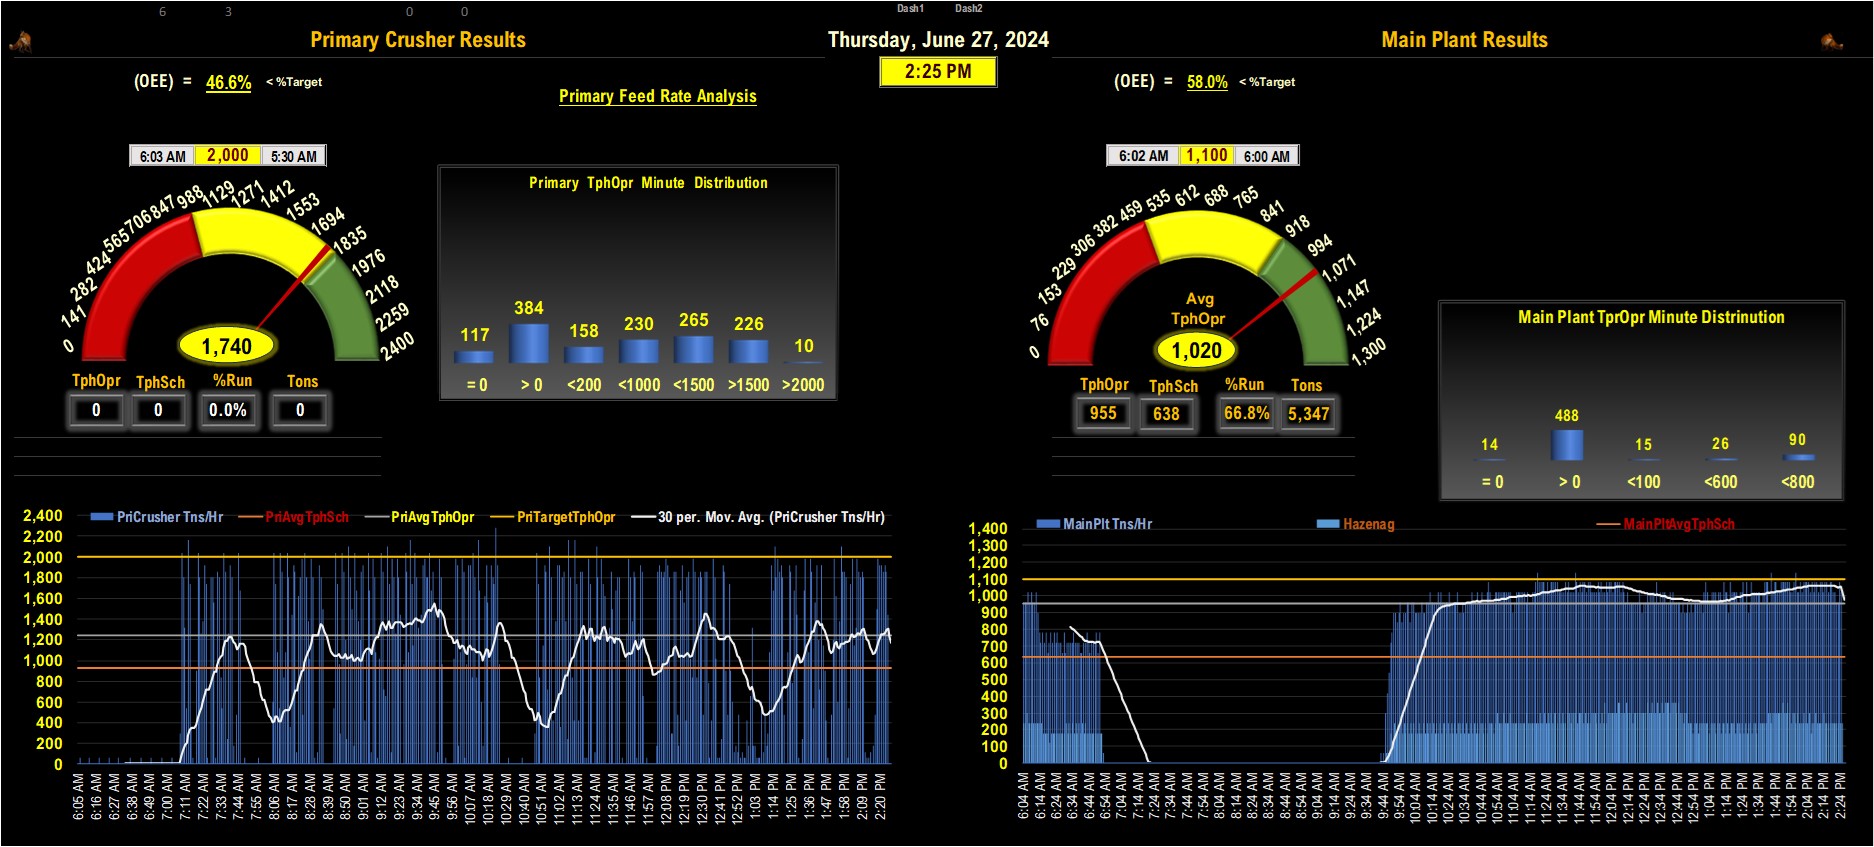 6 3 0 0 Dash1 Dash2
Primary Crusher Results
Thursday, June 27, 2024
Main Plant Results
2:25 PM
(OEE) = 46.6% < %Target
Primary Feed Rate Analysis
(OEE) = 58.0% < %Target
6:03 AM 2,000 5:30 AM
0 141 282 424 565 706 847 988 1129 1271 1412 1553 1694 1835 1976 2118 2259 2400
1,740
TphOpr TphSch %Run Tons
0 0 0.0% 0
Primary TphOpr Minute Distribution
117 384 158 230 265 226 10
= 0 > 0 <200 <1000 <1500 >1500 >2000
6:02 AM 1,100 6:00 AM
0 76 153 229 306 382 459 535 612 688 765 841 918 994 1,071 1,147 1,224 1,300
Avg
TphOpr
1,020
TphOpr TphSch %Run Tons
955 638 66.8% 5,347
Main Plant TprOpr Minute Distrinution
14 488 15 26 90
= 0 > 0 <100 <600 <800
PriCrusher Tns/Hr PriAvgTphSch PriAvgTphOpr PriTargetTphOpr 30 per. Mov. Avg. (PriCrusher Tns/Hr)
2,400
2,200
2,000
1,800
1,600
1,400
1,200
1,000
800
600
400
200
0
6:05 AM 6:16 AM 6:27 AM 6:38 AM 6:49 AM 7:00 AM 7:11 AM 7:22 AM 7:33 AM 7:44 AM 7:55 AM 8:06 AM 8:17 AM 8:28 AM 8:39 AM 8:50 AM 9:01 AM 9:12 AM 9:23 AM 9:34 AM 9:45 AM 9:56 AM 10:07 AM 10:18 AM 10:29 AM 10:40 AM 10:51 AM 11:02 AM 11:13 AM 11:24 AM 11:35 AM 11:46 AM 11:57 AM 12:08 PM 12:19 PM 12:30 PM 12:41 PM 12:52 PM 1:03 PM 1:14 PM 1:25 PM 1:36 PM 1:47 PM 1:58 PM 2:09 PM 2:20 PM
MainPlt Tns/Hr Hazenag MainPltAvgTphSch
1,400
1,300
1,200
1,100
1,000
900
800
700
600
500
400
300
200
100
0
6:04 AM 6:14 AM 6:24 AM 6:34 AM 6:44 AM 6:54 AM 7:04 AM 7:14 AM 7:24 AM 7:34 AM 7:44 AM 7:54 AM 8:04 AM 8:14 AM 8:24 AM 8:34 AM 8:44 AM 8:54 AM 9:04 AM 9:14 AM 9:24 AM 9:34 AM 9:44 AM 9:54 AM 10:04 AM 10:14 AM 10:24 AM 10:34 AM 10:44 AM 10:54 AM 11:04 AM 11:14 AM 11:24 AM 11:34 AM 11:44 AM 11:54 AM 12:04 PM 12:14 PM 12:24 PM 12:34 PM 12:44 PM 12:54 PM 1:04 PM 1:14 PM 1:24 PM 1:34 PM 1:44 PM 1:54 PM 2:04 PM 2:14 PM 2:24 PM